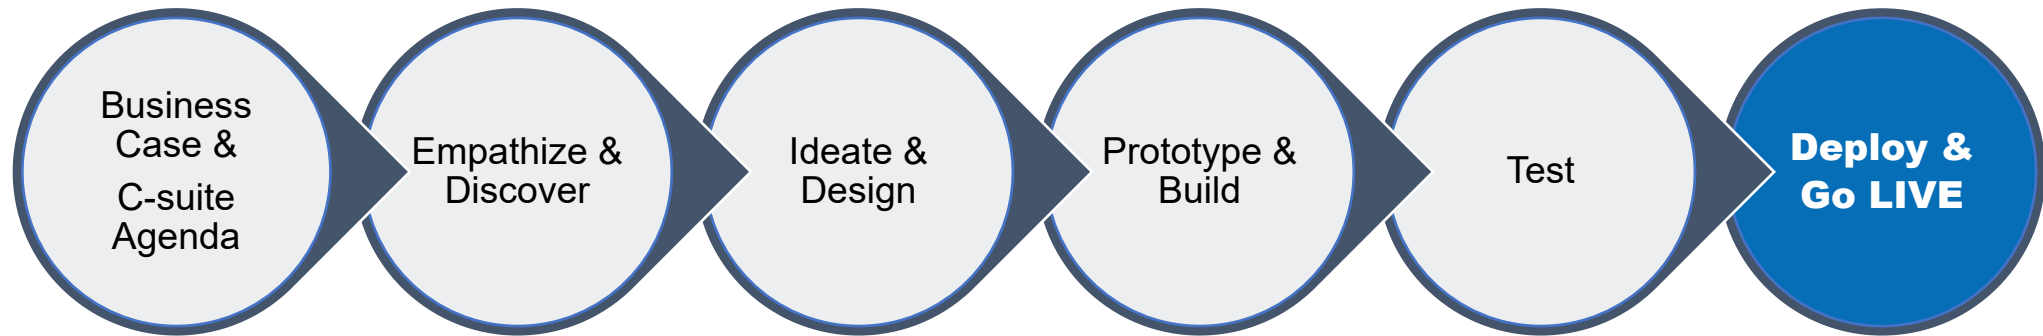 Business
Case &
C-suite
Agenda
Empathize &
Discover
Ideate &
Design
Prototype &
Build
Test
Deploy &
Go LIVE